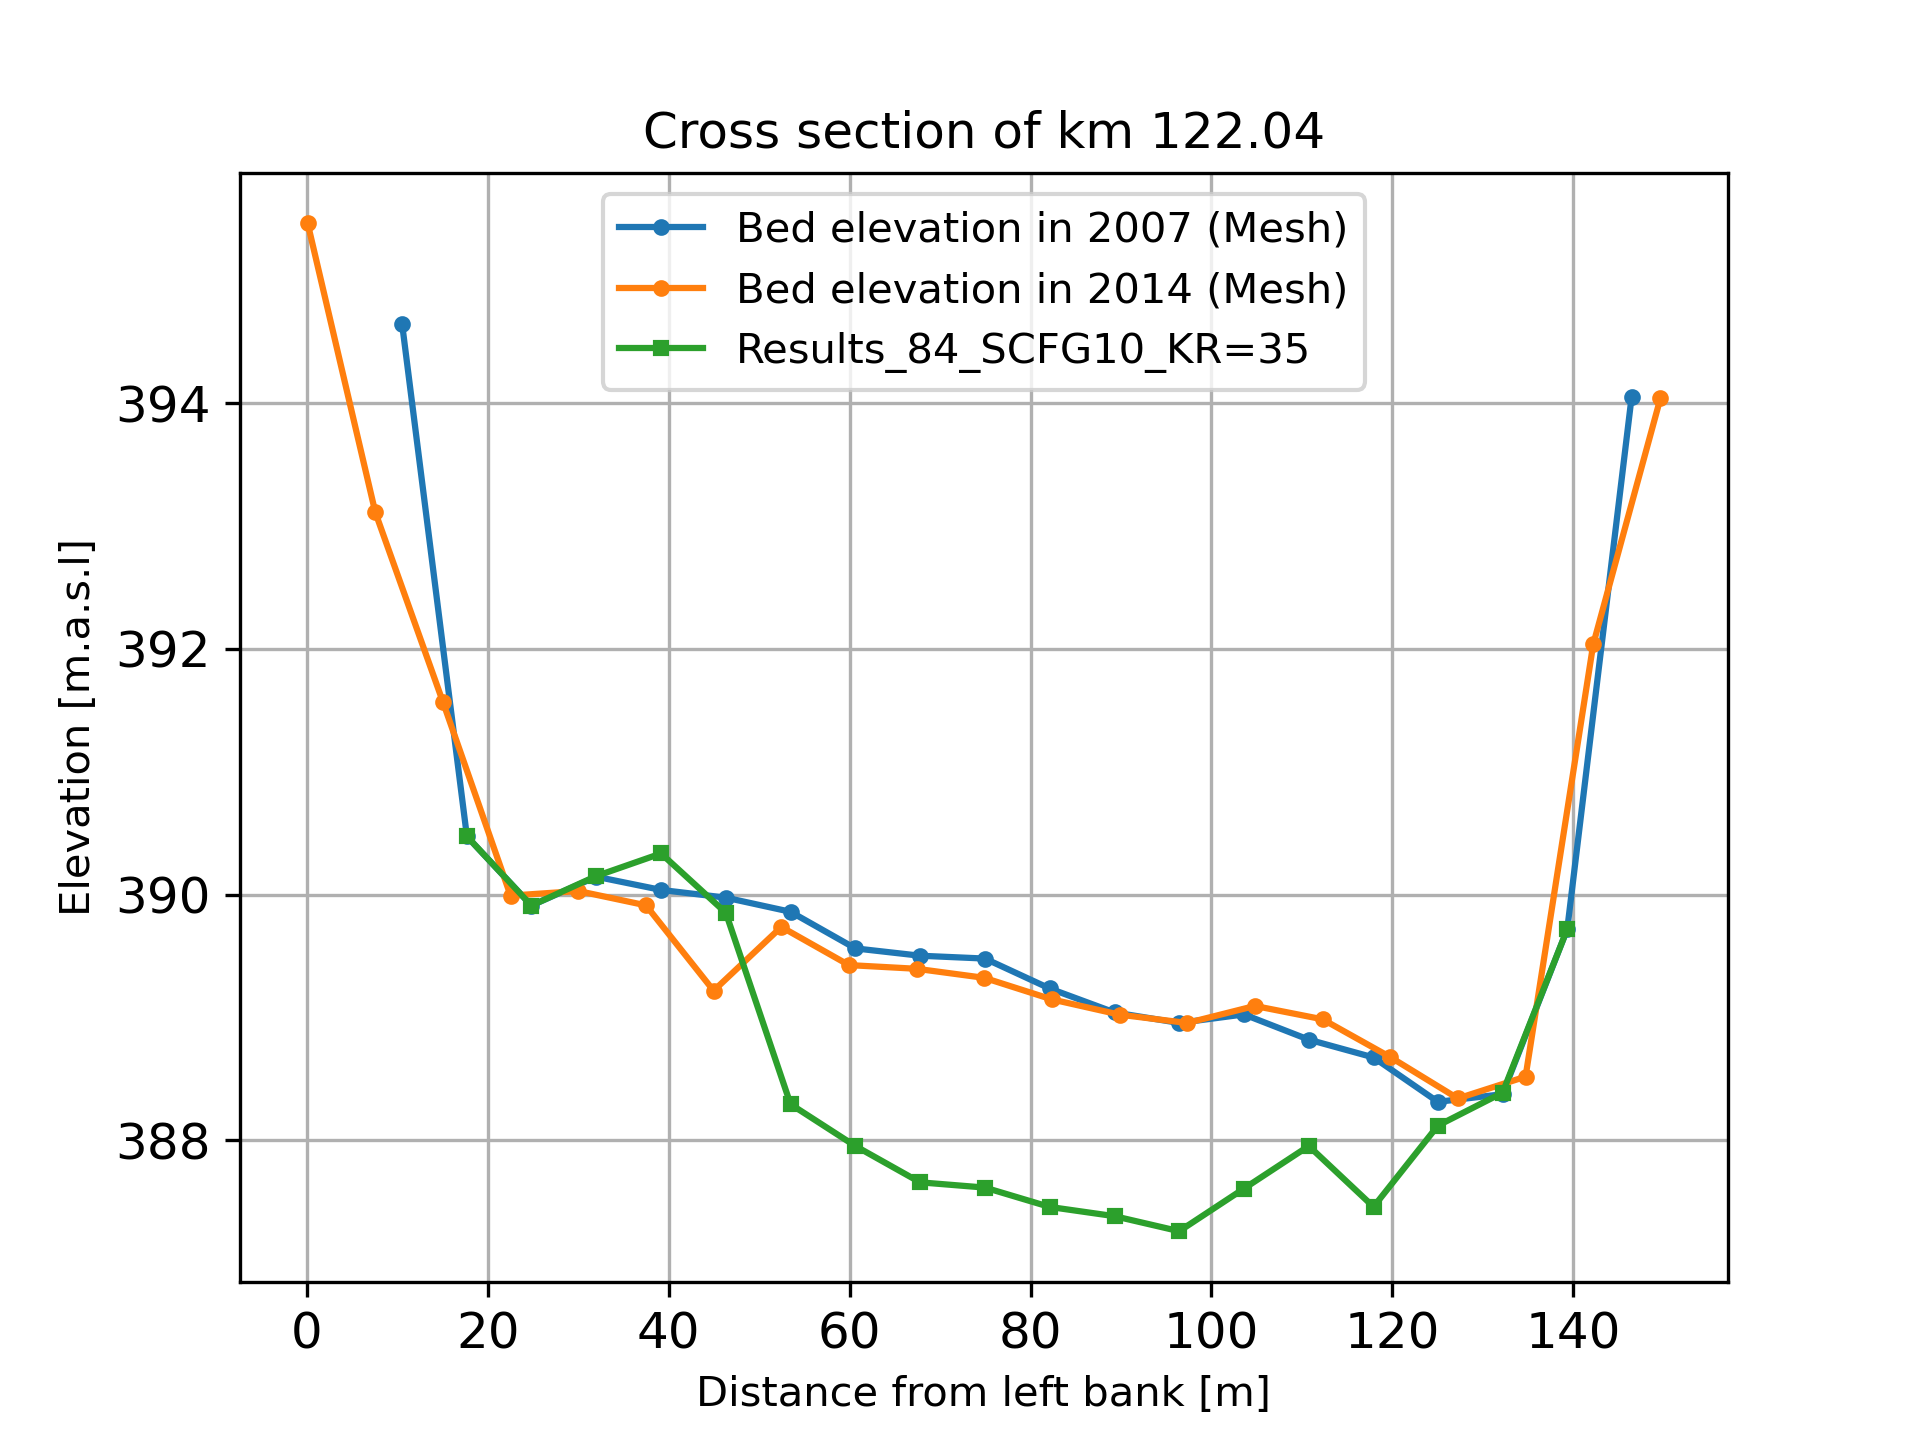 Cross section of km 122.04
Bed elevation in 2007 (Mesh)
Bed elevation in 2014 (Mesh)
Results_84_SCFG10_KR=35
394
392
390
388
Elevation [m.a.s.l]
0 20 40 60 80 100 120 140
Distance from left bank [m]